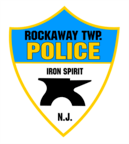 ROCKAWAY TWP.
POLICE
IRON SPIRIT
N.J.